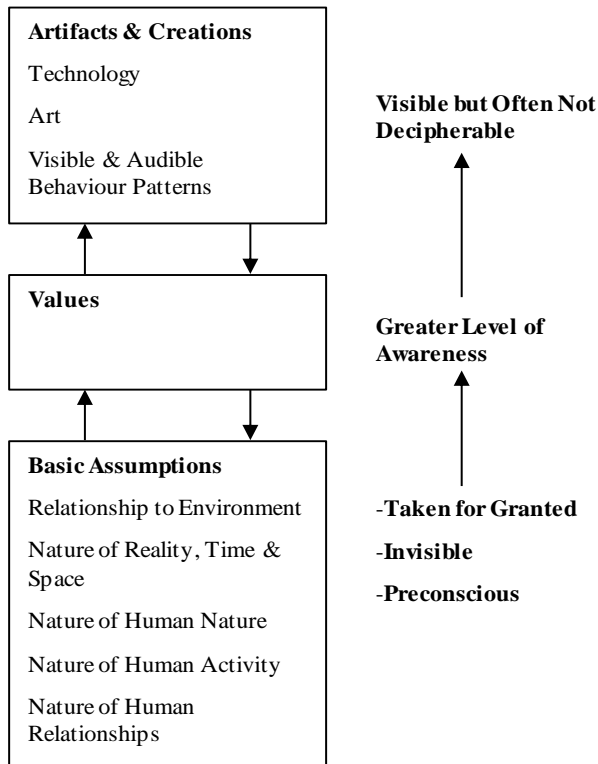 Artifacts & Creations
Technology
Art
Visible & Audible
Behaviour Patterns
Visible but Often Not
Decipherable
Values
Greater Level of
Awareness
Basic Assumptions
Relationship to Environment
Nature of Reality, Time &
Space
Nature of Human Nature
Nature of Human Activity
Nature of Human
Relationships
-Taken for Granted
-Invisible
-Preconscious